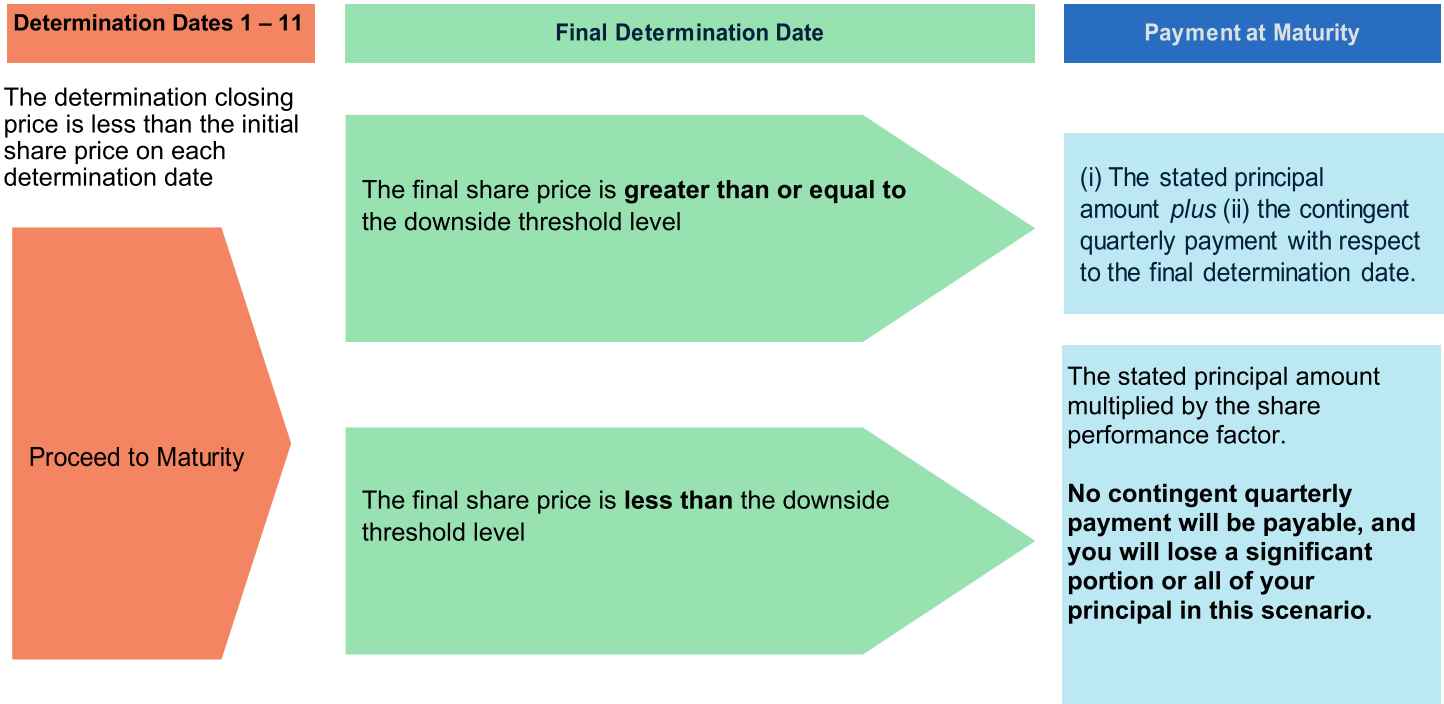 Determination Dates 1 – 11
Final Determination Date
Payment at Maturity
The determination closing
price is less than the initial
share price on each
determination date
Proceed to Maturity
The final share price is greater than or equal to
the downside threshold level
(i) The stated principal
amount plus (ii) the contingent
quarterly payment with respect
to the final determination date.
The final share price is less than the downside
threshold level
The stated principal amount
multiplied by the share
performance factor.
No contingent quarterly
payment will be payable, and
you will lose a significant
portion or all of your
principal in this scenario.